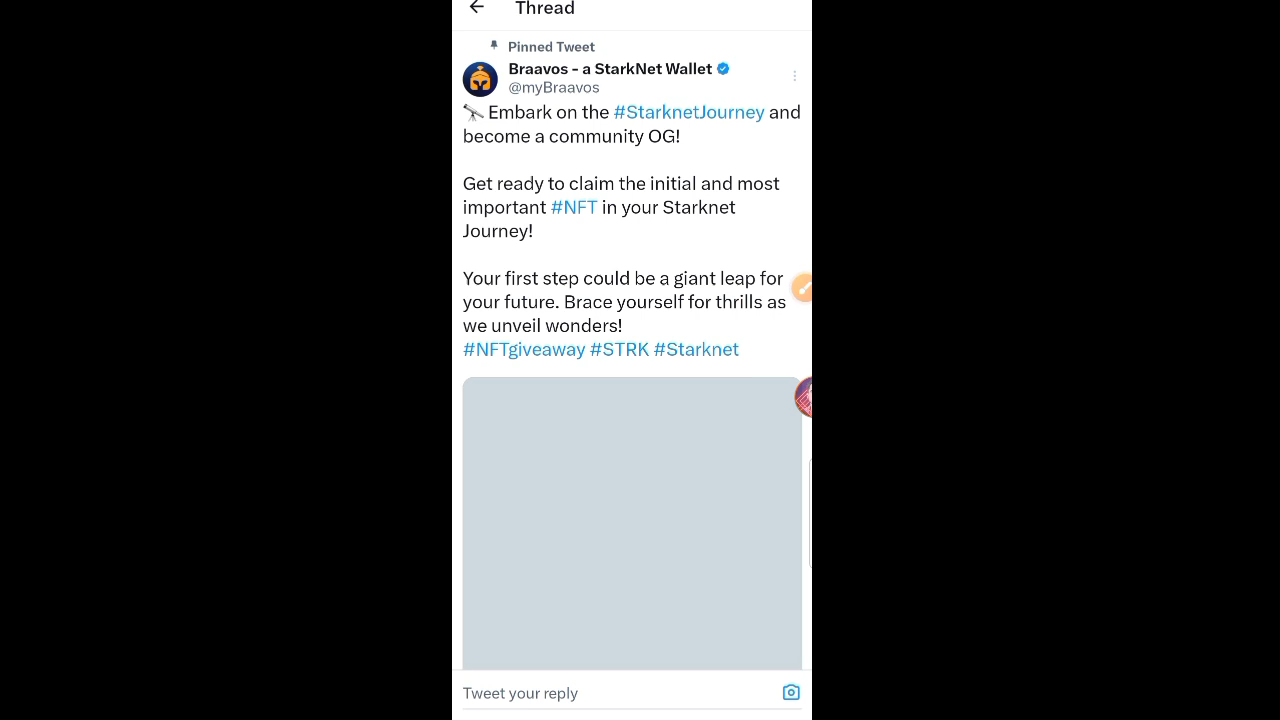 Thread
Pinned Tweet
Braavos - a StarkNet Wallet
@myBraavos
🔭 Embark on the #StarknetJourney and
become a community OG!
Get ready to claim the initial and most
important #NFT in your Starknet
Journey!
Your first step could be a giant leap for
your future. Brace yourself for thrills as
we unveil wonders!
#NFTgiveaway #STRK #Starknet
Tweet your reply